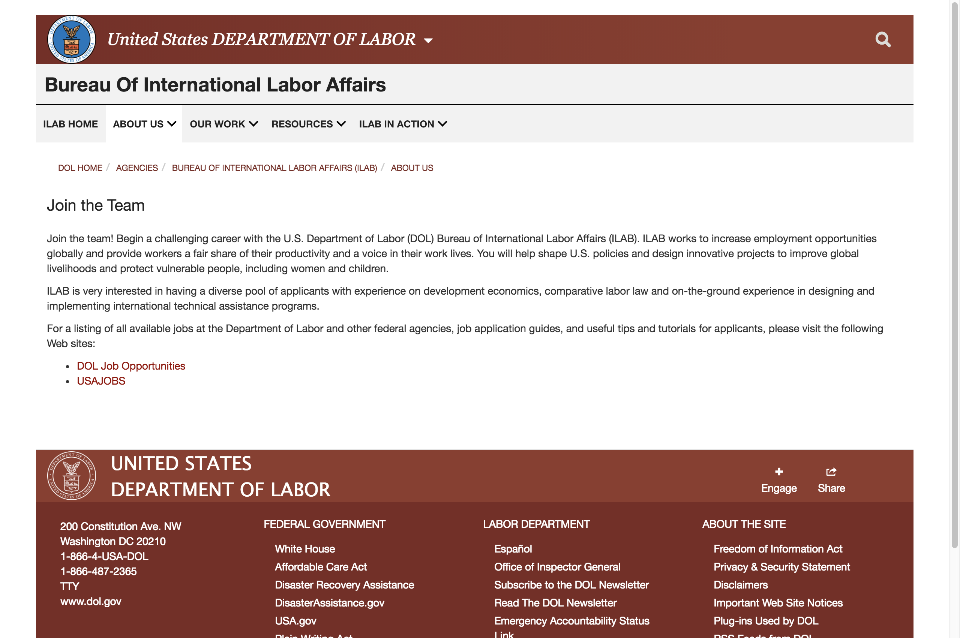 United States DEPARTMENT OF LABOR
Bureau Of International Labor Affairs
ILAB HOME ABOUT US OUR WORK RESOURCES ILAB IN ACTION
DOL HOME / AGENCIES / BUREAU OF INTERNATIONAL LABOR AFFAIRS (ILAB) / ABOUT US
Join the Team
Join the team! Begin a challenging career with the U.S. Department of Labor (DOL) Bureau of International Labor Affairs (ILAB). ILAB works to increase employment opportunities
globally and provide workers a fair share of their productivity and a voice in their work lives. You will help shape U.S. policies and design innovative projects to improve global
livelihoods and protect vulnerable people, including women and children.
ILAB is very interested in having a diverse pool of applicants with experience on development economics, comparative labor law and on-the-ground experience in designing and
implementing international technical assistance programs.
For a listing of all available jobs at the Department of Labor and other federal agencies, job application guides, and useful tips and tutorials for applicants, please visit the following
Web sites:
• DOL Job Opportunities
• USAJOBS
UNITED STATES
DEPARTMENT OF LABOR
Engage Share
200 Constitution Ave. NW
Washington DC 20210
1-866-4-USA-DOL
1-866-487-2365
TTY
www.dol.gov
FEDERAL GOVERNMENT
White House
Affordable Care Act
Disaster Recovery Assistance
DisasterAssistance.gov
USA.gov
Plain Writing Act
LABOR DEPARTMENT
Español
Office of Inspector General
Subscribe to the DOL Newsletter
Read The DOL Newsletter
Emergency Accountability Status
Link
ABOUT THE SITE
Freedom of Information Act
Privacy & Security Statement
Disclaimers
Important Web Site Notices
Plug-ins Used by DOL
RSS Feeds from DOL